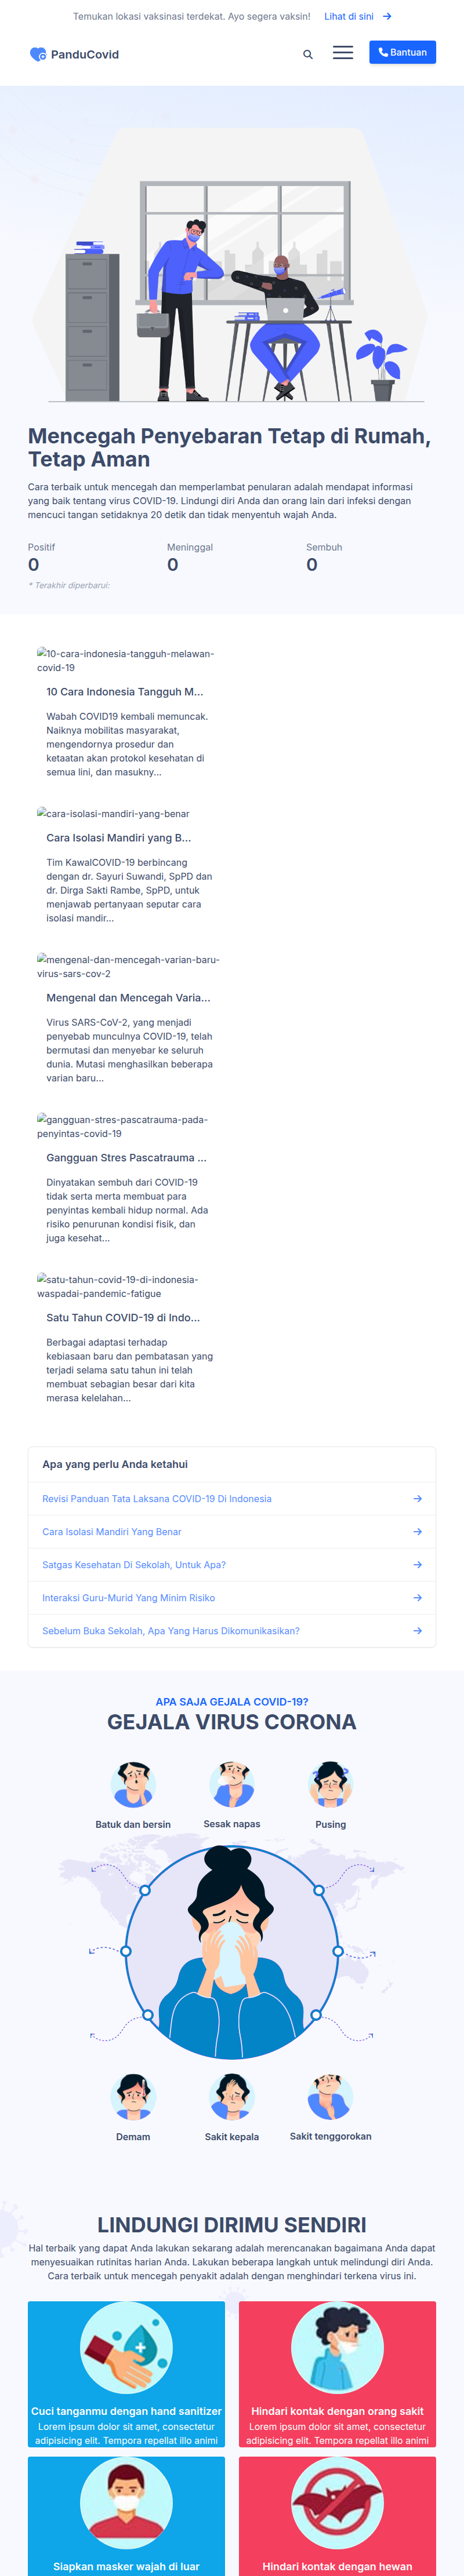 Temukan lokasi vaksinasi terdekat. Ayo segera vaksin! Lihat di sini
PanduCovid
Bantuan
Mencegah Penyebaran Tetap di Rumah,
Tetap Aman
Cara terbaik untuk mencegah dan memperlambat penularan adalah mendapat informasi
yang baik tentang virus COVID-19. Lindungi diri Anda dan orang lain dari infeksi dengan
mencuci tangan setidaknya 20 detik dan tidak menyentuh wajah Anda.
Positif Meninggal Sembuh
0 0 0
* Terakhir diperbarui:
10-cara-indonesia-tangguh-melawan-
covid-19
10 Cara Indonesia Tangguh M...
Wabah COVID19 kembali memuncak.
Naiknya mobilitas masyarakat,
mengendornya prosedur dan
ketaatan akan protokol kesehatan di
semua lini, dan masukny...
cara-isolasi-mandiri-yang-benar
Cara Isolasi Mandiri yang B...
Tim KawalCOVID-19 berbincang
dengan dr. Sayuri Suwandi, SpPD dan
dr. Dirga Sakti Rambe, SpPD, untuk
menjawab pertanyaan seputar cara
isolasi mandir...
mengenal-dan-mencegah-varian-baru-
virus-sars-cov-2
Mengenal dan Mencegah Varia...
Virus SARS-CoV-2, yang menjadi
penyebab munculnya COVID-19, telah
bermutasi dan menyebar ke seluruh
dunia. Mutasi menghasilkan beberapa
varian baru...
gangguan-stres-pascatrauma-pada-
penyintas-covid-19
Gangguan Stres Pascatrauma ...
Dinyatakan sembuh dari COVID-19
tidak serta merta membuat para
penyintas kembali hidup normal. Ada
risiko penurunan kondisi fisik, dan
juga kesehat...
satu-tahun-covid-19-di-indonesia-
waspadai-pandemic-fatigue
Satu Tahun COVID-19 di Indo...
Berbagai adaptasi terhadap
kebiasaan baru dan pembatasan yang
terjadi selama satu tahun ini telah
membuat sebagian besar dari kita
merasa kelelahan...
Apa yang perlu Anda ketahui
Revisi Panduan Tata Laksana COVID-19 Di Indonesia
Cara Isolasi Mandiri Yang Benar
Satgas Kesehatan Di Sekolah, Untuk Apa?
Interaksi Guru-Murid Yang Minim Risiko
Sebelum Buka Sekolah, Apa Yang Harus Dikomunikasikan?
APA SAJA GEJALA COVID-19?
GEJALA VIRUS CORONA
Batuk dan bersin Sesak napas Pusing
Demam Sakit kepala Sakit tenggorokan
LINDUNGI DIRIMU SENDIRI
Hal terbaik yang dapat Anda lakukan sekarang adalah merencanakan bagaimana Anda dapat
menyesuaikan rutinitas harian Anda. Lakukan beberapa langkah untuk melindungi diri Anda.
Cara terbaik untuk mencegah penyakit adalah dengan menghindari terkena virus ini.
Cuci tanganmu dengan hand sanitizer
Lorem ipsum dolor sit amet, consectetur
adipisicing elit. Tempora repellat illo animi
Hindari kontak dengan orang sakit
Lorem ipsum dolor sit amet, consectetur
adipisicing elit. Tempora repellat illo animi
Siapkan masker wajah di luar
Hindari kontak dengan hewan